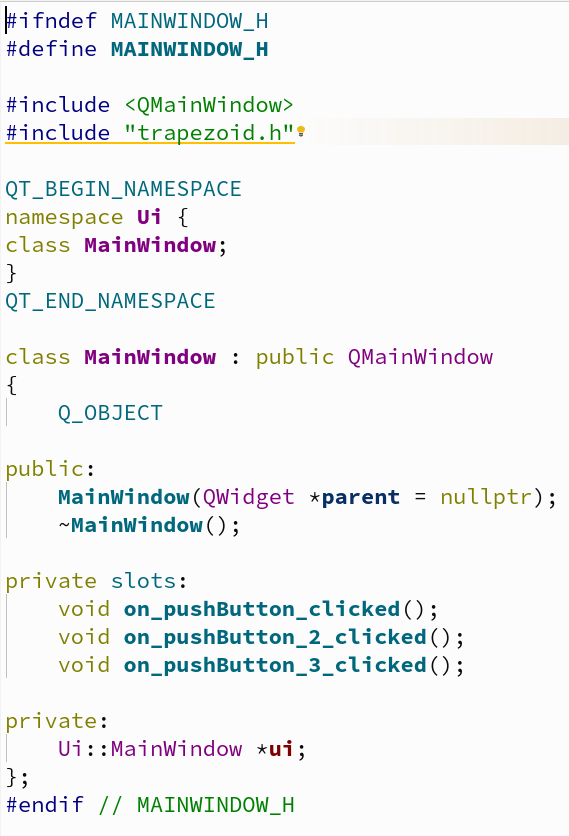 #ifndef MAINWINDOW_H
#define MAINWINDOW_H
#include <QMainWindow>
#include "trapezoid.h"
QT_BEGIN_NAMESPACE
namespace Ui {
class MainWindow;
}
QT_END_NAMESPACE
class MainWindow : public QMainWindow
{
    Q_OBJECT
public:
    MainWindow(QWidget *parent = nullptr);
    ~MainWindow();
private slots:
    void on_pushButton_clicked();
    void on_pushButton_2_clicked();
    void on_pushButton_3_clicked();
private:
    Ui::MainWindow *ui;
};
#endif // MAINWINDOW_H